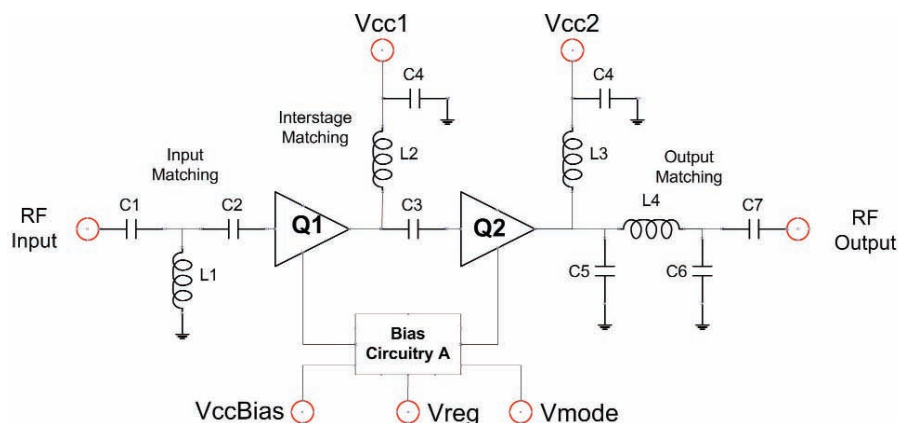 Vcc1
Vcc2
C4
C4
Interstage
Matching
L2
L3
Input
Matching
Output
Matching
RF
Input
C1
C2
Q1
C3
Q2
L4
C7
RF
Output
L1
C5
C6
Bias
Circuitry A
VccBias
Vreg
Vmode